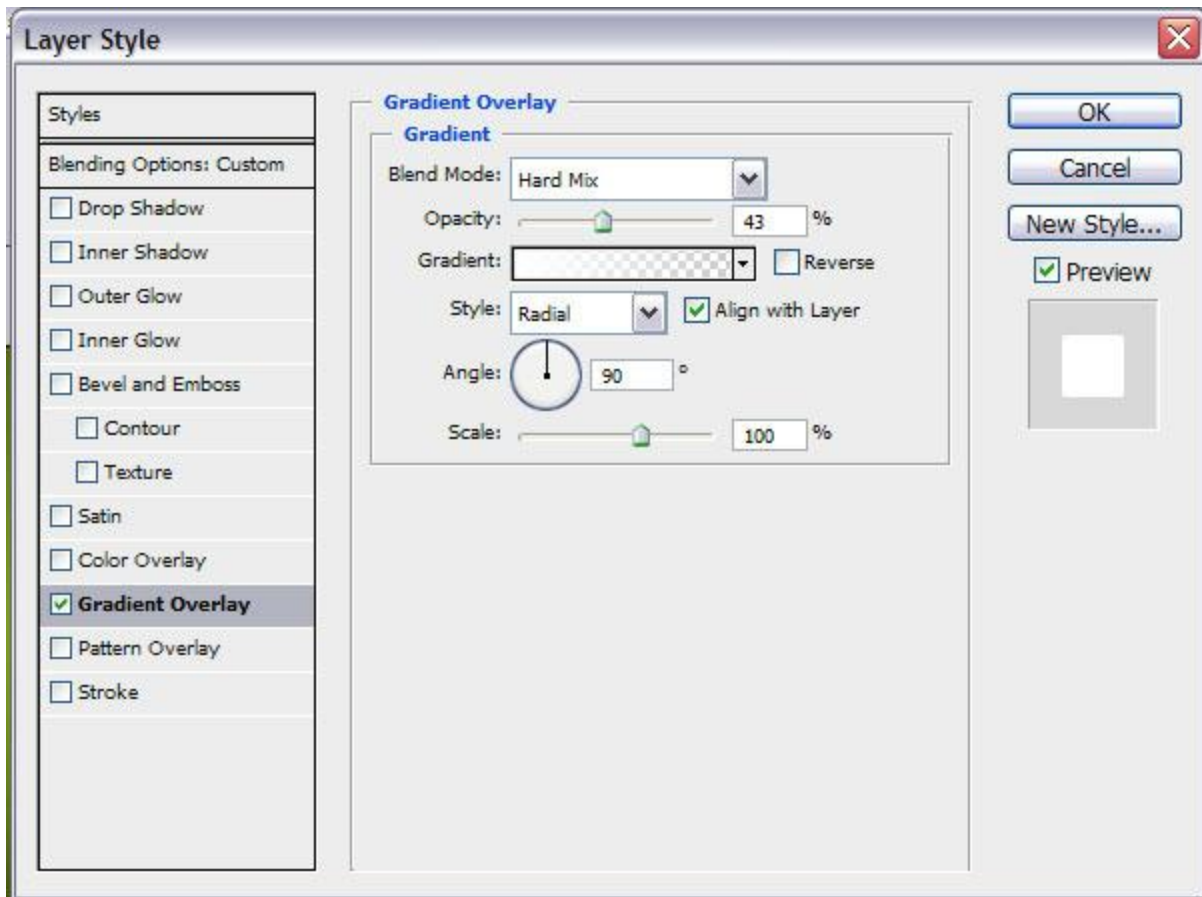 Layer Style
Styles
Blending Options: Custom
Drop Shadow
Inner Shadow
Outer Glow
Inner Glow
Bevel and Emboss
Contour
Texture
Satin
Color Overlay
Gradient Overlay
Pattern Overlay
Stroke
Gradient Overlay
Gradient
Blend Mode: Hard Mix
Opacity: 43 %
Gradient: Reverse
Style: Radial Align with Layer
Angle: 90 °
Scale: 100 %
OK
Cancel
New Style...
Preview